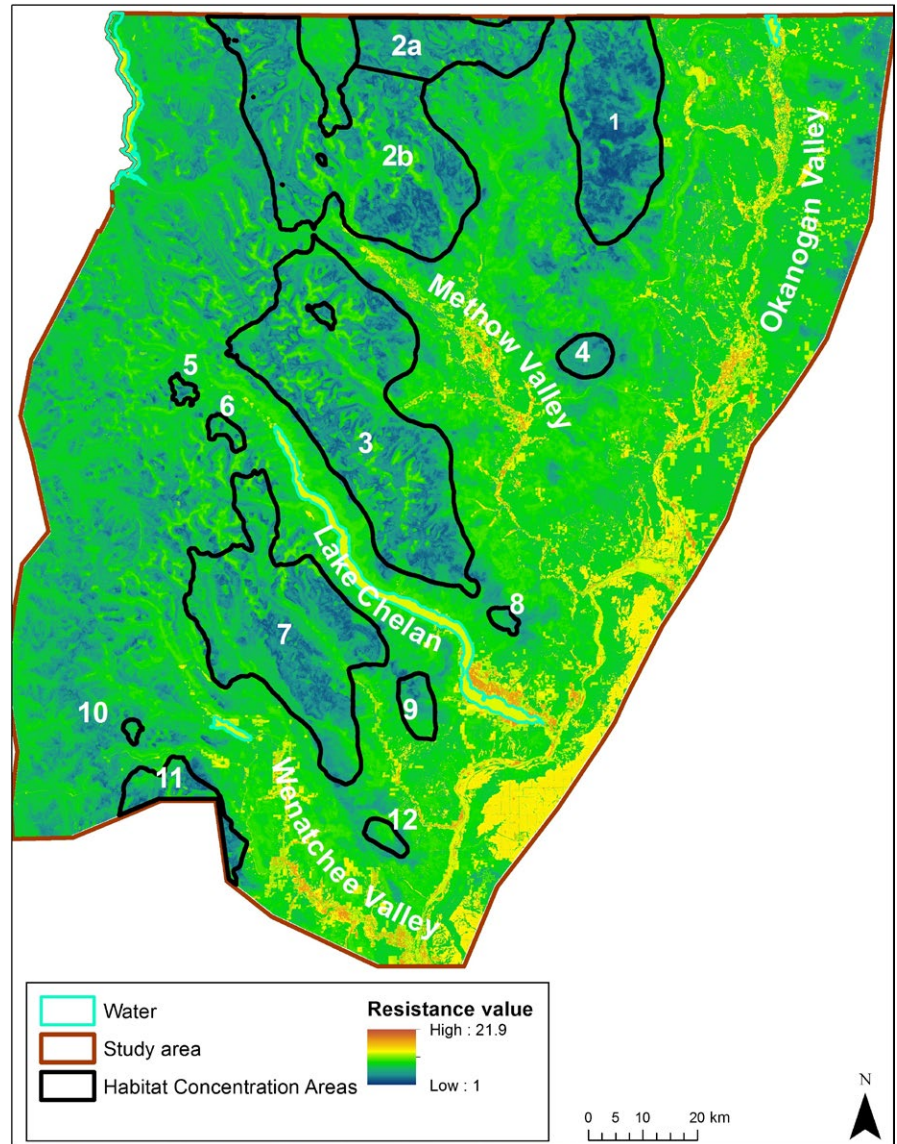 2a
1
2b
Okanogan Valley
Methow Valley
4
5
6
3
Lake Chelan
8
7
9
10
11
Wenatchee Valley
12
Water
Study area
Habitat Concentration Areas
Resistance value
High : 21.9
Low : 1
N
0 5 10 20 km